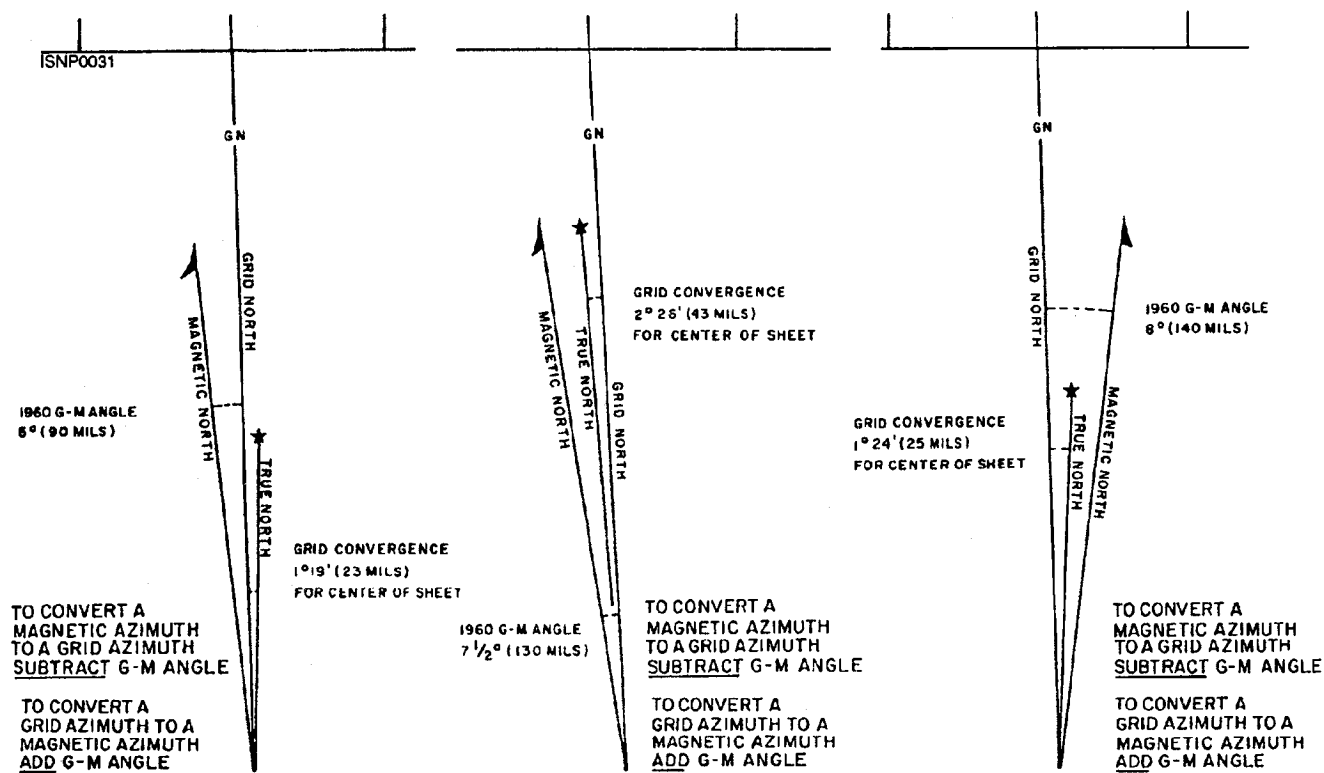 ISNP0031
GN
GRID NORTH
MAGNETIC NORTH
1960 G-M ANGLE
5° (90 MILS)
TRUE NORTH
GRID CONVERGENCE
1°19' (23 MILS)
FOR CENTER OF SHEET
TO CONVERT A
MAGNETIC AZIMUTH
TO A GRID AZIMUTH
SUBTRACT G-M ANGLE
TO CONVERT A
GRID AZIMUTH TO A
MAGNETIC AZIMUTH
ADD G-M ANGLE
GN
GRID CONVERGENCE
2° 26' (43 MILS)
FOR CENTER OF SHEET
MAGNETIC NORTH
TRUE NORTH
GRID NORTH
1960 G-M ANGLE
7 1/2° (130 MILS)
TO CONVERT A
MAGNETIC AZIMUTH
TO A GRID AZIMUTH
SUBTRACT G-M ANGLE
TO CONVERT A
GRID AZIMUTH TO A
MAGNETIC AZIMUTH
ADD G-M ANGLE
GN
GRID NORTH
1960 G-M ANGLE
8° (140 MILS)
GRID CONVERGENCE
1° 24' (25 MILS)
FOR CENTER OF SHEET
TRUE NORTH
MAGNETIC NORTH
TO CONVERT A
MAGNETIC AZIMUTH
TO A GRID AZIMUTH
SUBTRACT G-M ANGLE
TO CONVERT A
GRID AZIMUTH TO A
MAGNETIC AZIMUTH
ADD G-M ANGLE